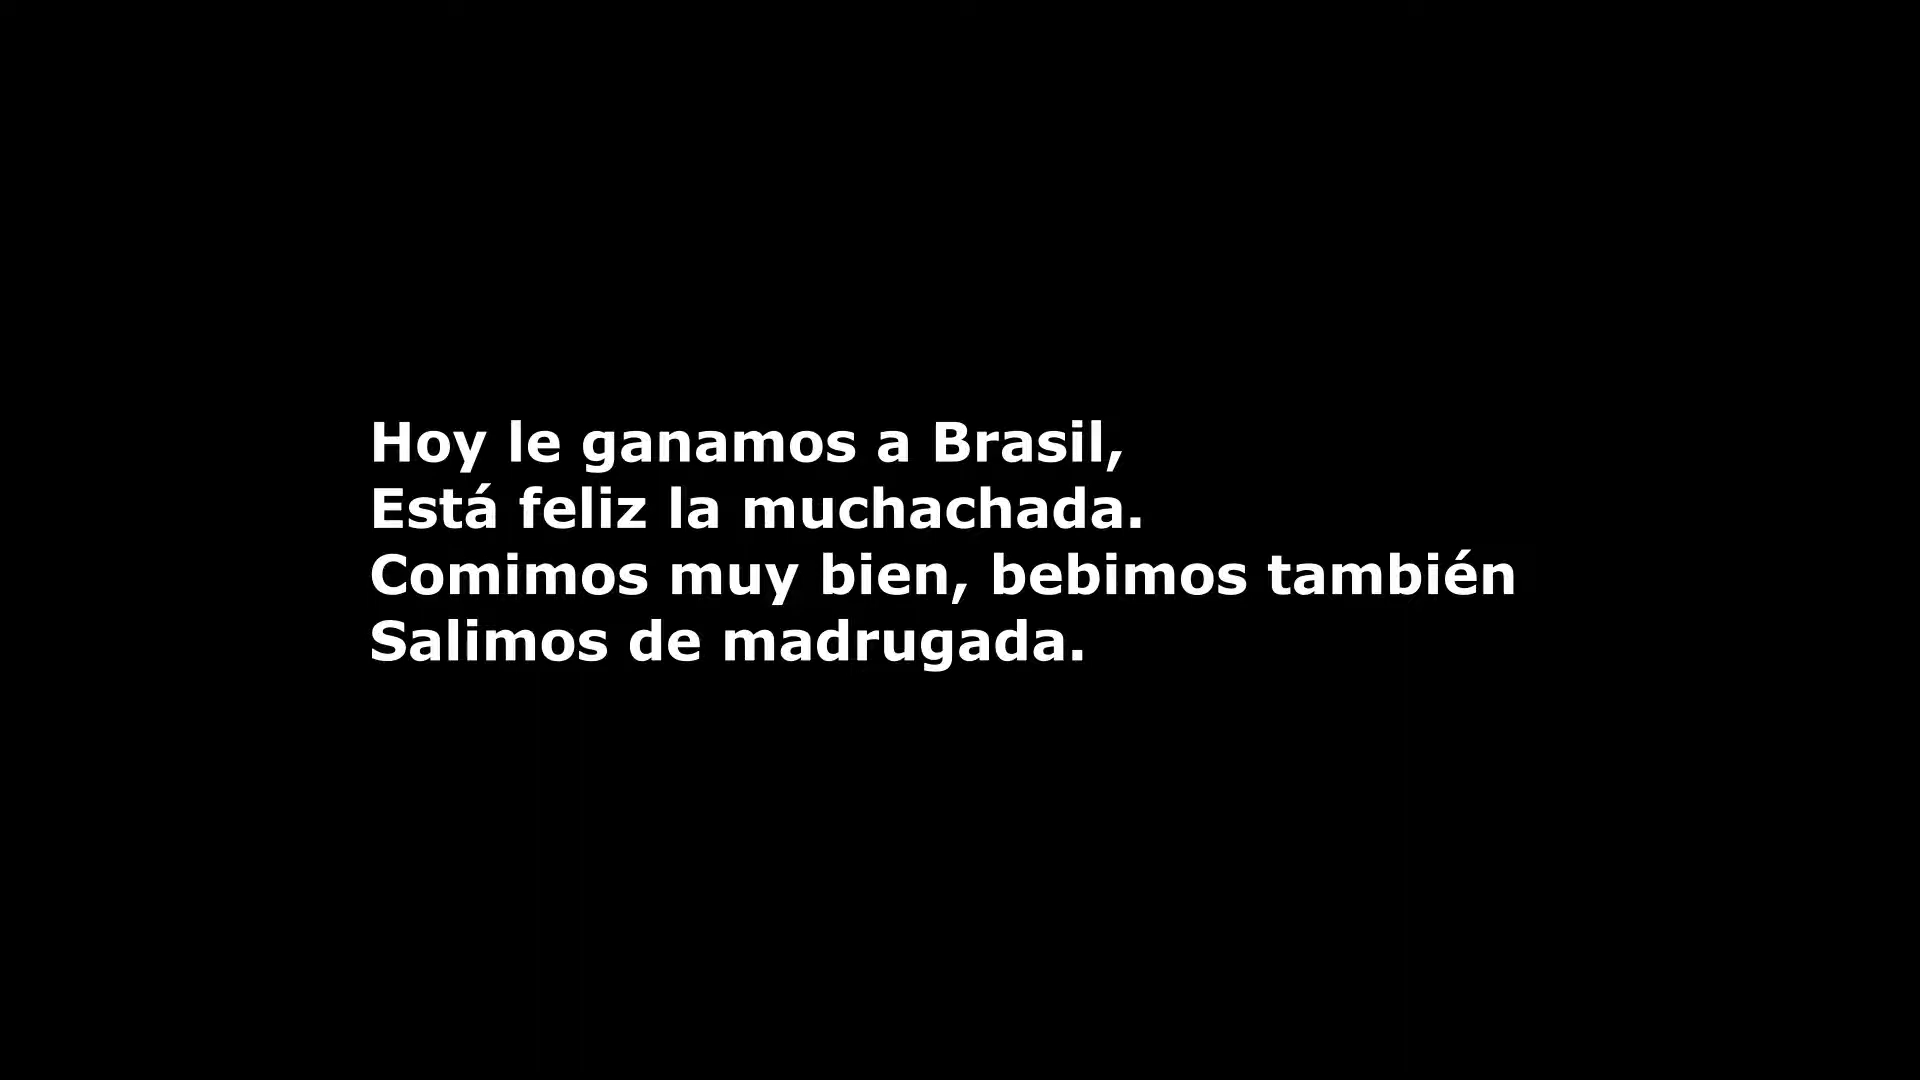 Hoy le ganamos a Brasil,
Está feliz la muchachada.
Comimos muy bien, bebimos también
Salimos de madrugada.